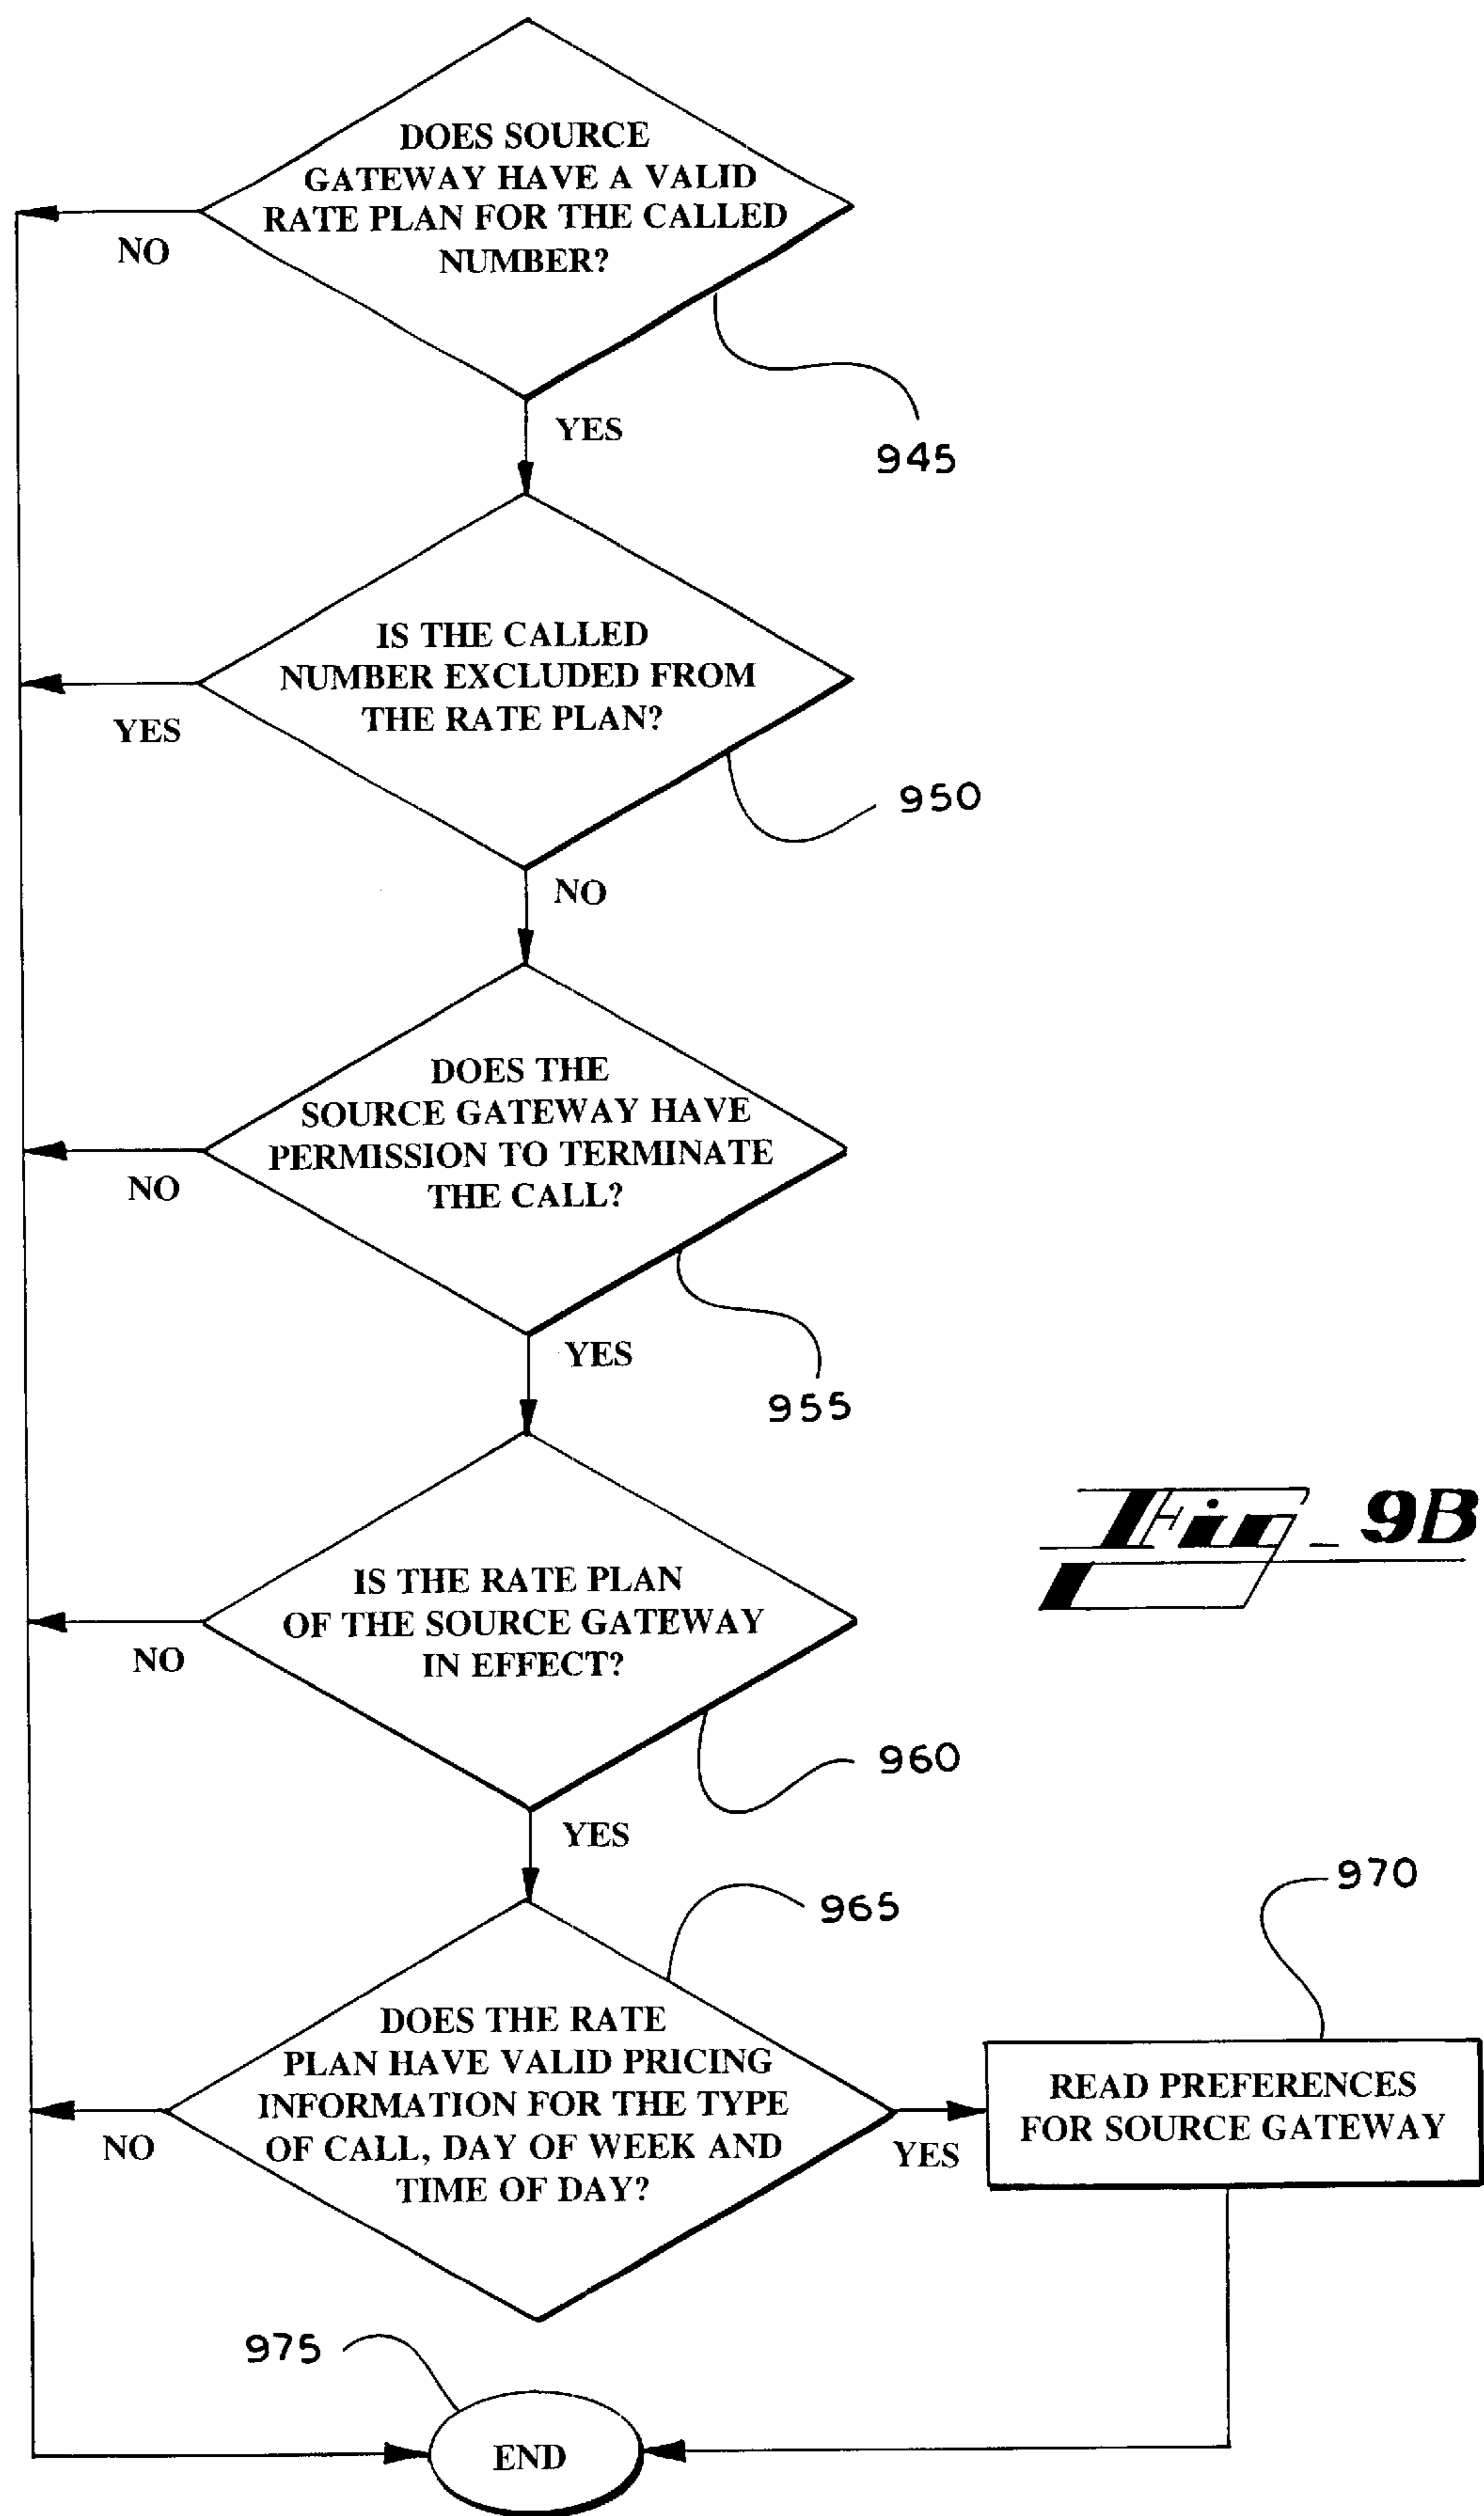 DOES SOURCE
GATEWAY HAVE A VALID
RATE PLAN FOR THE CALLED
NUMBER?
NO
YES
945
IS THE CALLED
NUMBER EXCLUDED FROM
THE RATE PLAN?
YES
950
NO
DOES THE
SOURCE GATEWAY HAVE
PERMISSION TO TERMINATE
THE CALL?
NO
YES
955
Fig_9B
IS THE RATE PLAN
OF THE SOURCE GATEWAY
IN EFFECT?
NO
960
YES
965
970
DOES THE RATE
PLAN HAVE VALID PRICING
INFORMATION FOR THE TYPE
OF CALL, DAY OF WEEK AND
TIME OF DAY?
NO
YES
READ PREFERENCES
FOR SOURCE GATEWAY
975
END